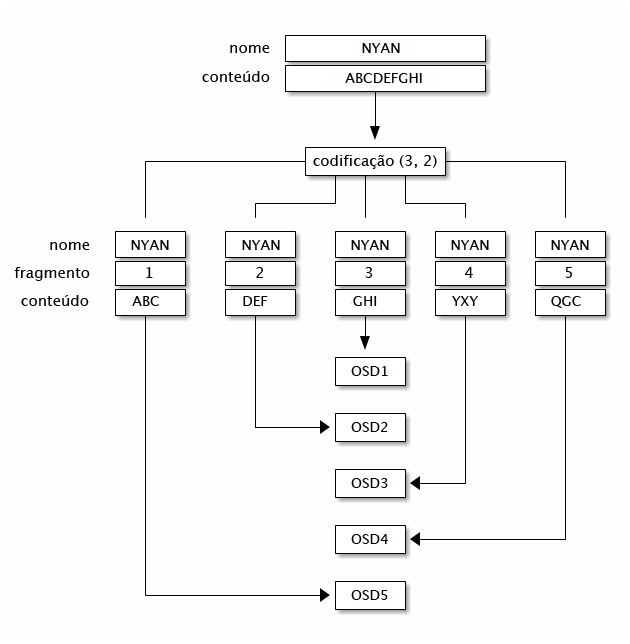 nome NYAN
conteúdo ABCDEFGHI
codificação (3, 2)
nome NYAN NYAN NYAN NYAN NYAN
fragmento 1 2 3 4 5
conteúdo ABC DEF GHI YXY QGC
OSD1
OSD2
OSD3
OSD4
OSD5